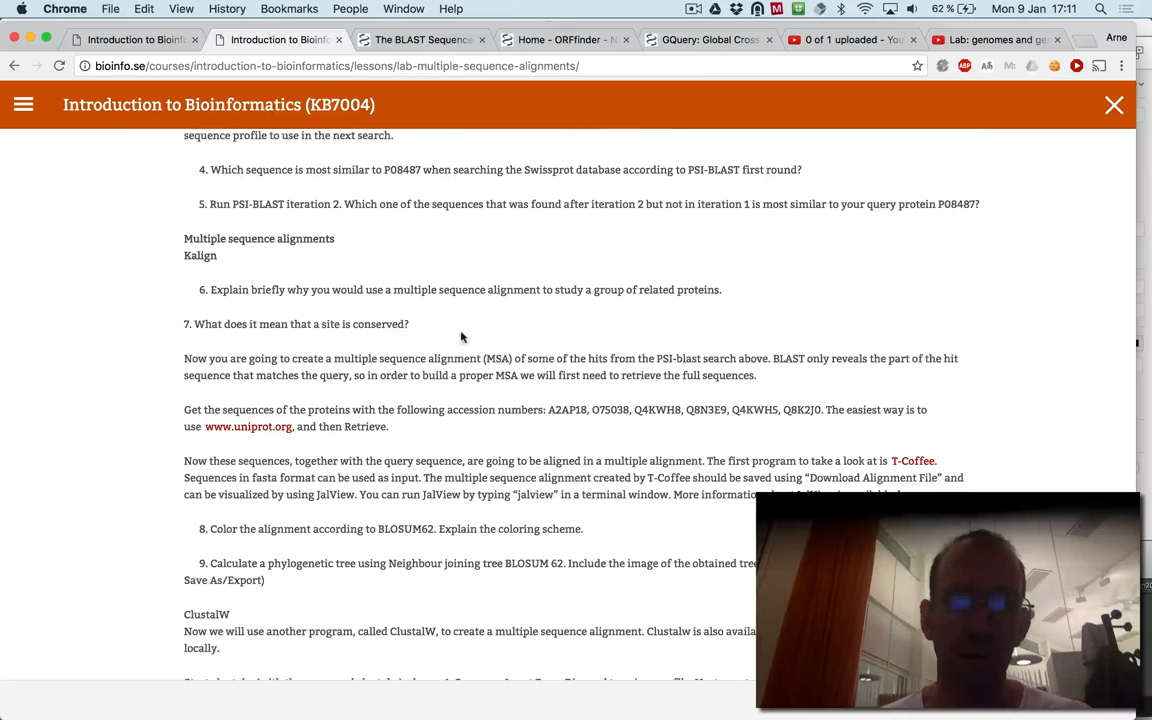 Chrome File Edit View History Bookmarks People Window Help 62 % Mon 9 Jan 17:11
Introduction to Bioinfo × Introduction to Bioinfo × The BLAST Sequence × Home - ORFfinder - N × GQuery: Global Cross- × 0 of 1 uploaded - You × Lab: genomes and gen × Arne
bioinfo.se/courses/introduction-to-bioinformatics/lessons/lab-multiple-sequence-alignments/
Introduction to Bioinformatics (KB7004)
sequence profile to use in the next search.
4. Which sequence is most similar to P08487 when searching the Swissprot database according to PSI-BLAST first round?
5. Run PSI-BLAST iteration 2. Which one of the sequences that was found after iteration 2 but not in iteration 1 is most similar to your query protein P08487?
Multiple sequence alignments
Kalign
6. Explain briefly why you would use a multiple sequence alignment to study a group of related proteins.
7. What does it mean that a site is conserved?
Now you are going to create a multiple sequence alignment (MSA) of some of the hits from the PSI-blast search above. BLAST only reveals the part of the hit
sequence that matches the query, so in order to build a proper MSA we will first need to retrieve the full sequences.
Get the sequences of the proteins with the following accession numbers: A2AP18, O75038, Q4KWH8, Q8N3E9, Q4KWH5, Q8K2J0. The easiest way is to
use www.uniprot.org, and then Retrieve.
Now these sequences, together with the query sequence, are going to be aligned in a multiple alignment. The first program to take a look at is T-Coffee.
Sequences in fasta format can be used as input. The multiple sequence alignment created by T-Coffee should be saved using “Download Alignment File” and
can be visualized by using JalView. You can run JalView by typing “jalview” in a terminal window. More
8. Color the alignment according to BLOSUM62. Explain the coloring scheme.
9. Calculate a phylogenetic tree using Neighbour joining tree BLOSUM 62. Include the image of the obtained tree
Save As/Export)
ClustalW
Now we will use another program, called ClustalW, to create a multiple sequence alignment. Clustalw is also
locally.